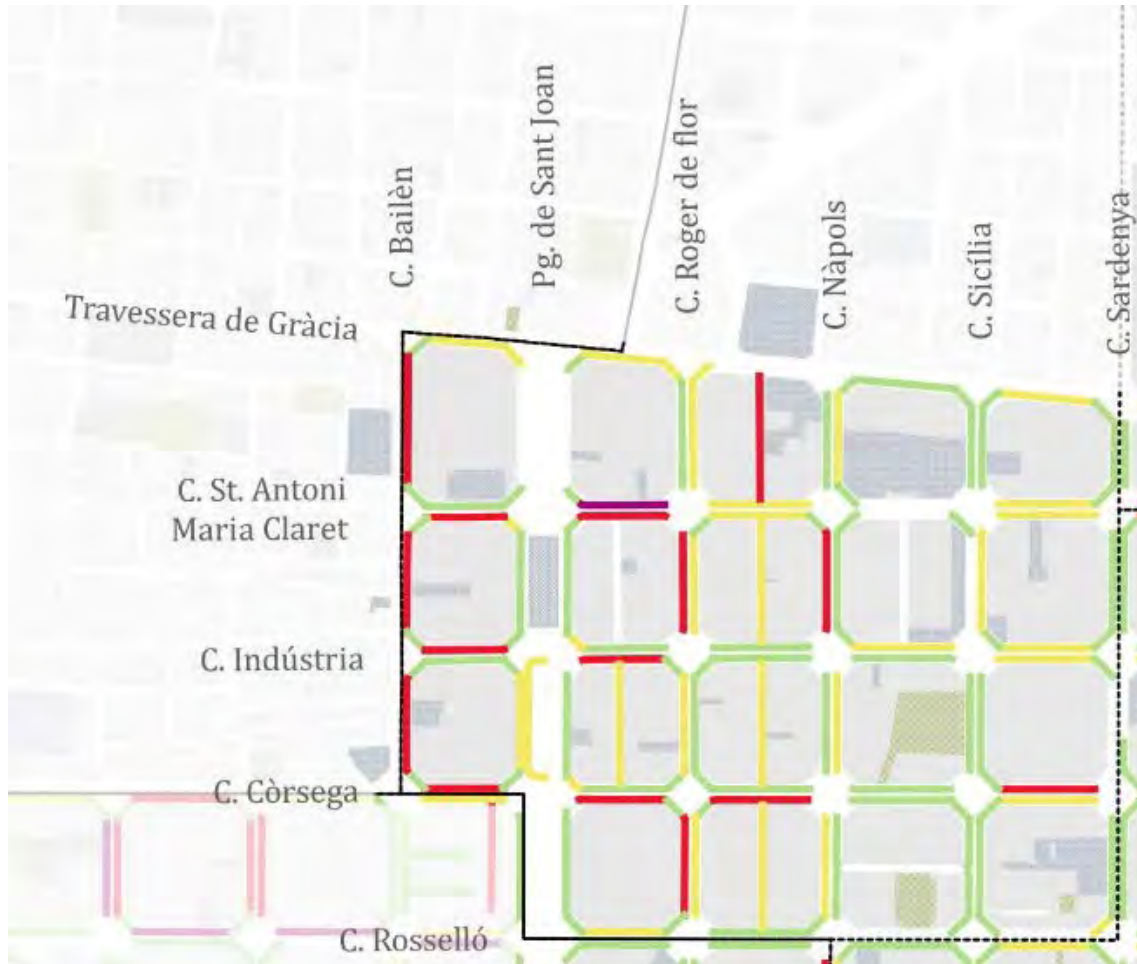 C. Bailèn
Pg. de Sant Joan
C. Roger de flor
C. Nàpols
C. Sicília
C. Sardenya
Travessera de Gràcia
C. St. Antoni
Maria Claret
C. Indústria
C. Còrsega
C. Rosselló